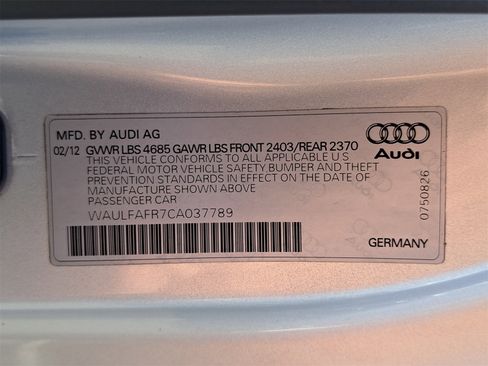 MFD. BY AUDI AG
02/12 GVWR LBS 4685 GAWR LBS FRONT 2403/REAR 2370
THIS VEHICLE CONFORMS TO ALL APPLICABLE U S
FEDERAL MOTOR VEHICLE SAFETY, BUMPER AND THEFT
PREVENTION STANDARDS IN EFFECT ON THE DATE OF
MANUFACTURE SHOWN ABOVE
PASSENGER CAR
WAULFAFR7CA037789
Audi
0750826
GERMANY